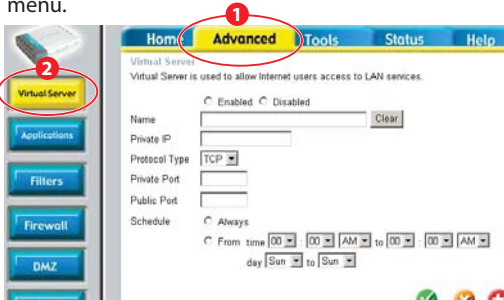 menu.
1
Home Advanced Tools Status Help
2
Virtual Server
Virtual Server is used to allow Internet users access to LAN services.
Virtual Server
Enabled Disabled
Name Clear
Private IP
Applications
Protocol Type TCP
Private Port
Filters
Public Port
Schedule Always
Firewall
From time 00 : 00 AM to 00 : 00 AM
day Sun to Sun
DMZ